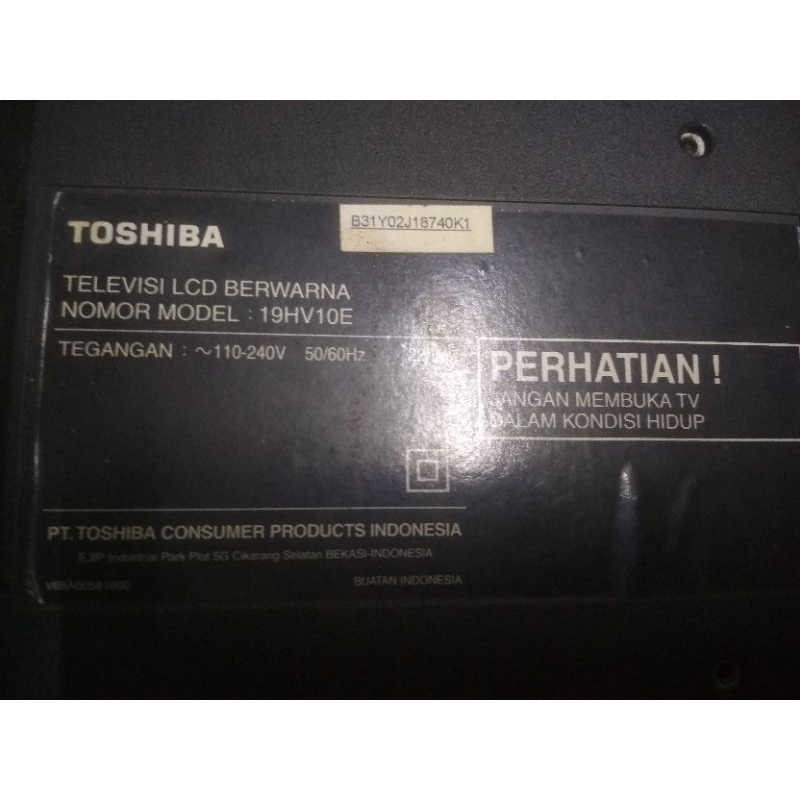 B31Y02J18740K1
TOSHIBA
TELEVISI LCD BERWARNA
NOMOR MODEL : 19HV10E
TEGANGAN : ~110-240V 50/60Hz
PERHATIAN !
JANGAN MEMBUKA TV
DALAM KONDISI HIDUP
PT. TOSHIBA CONSUMER PRODUCTS INDONESIA
EJIP Industrial Park Plot 5G Cikarang Selatan BEKASI-INDONESIA
BUATAN INDONESIA